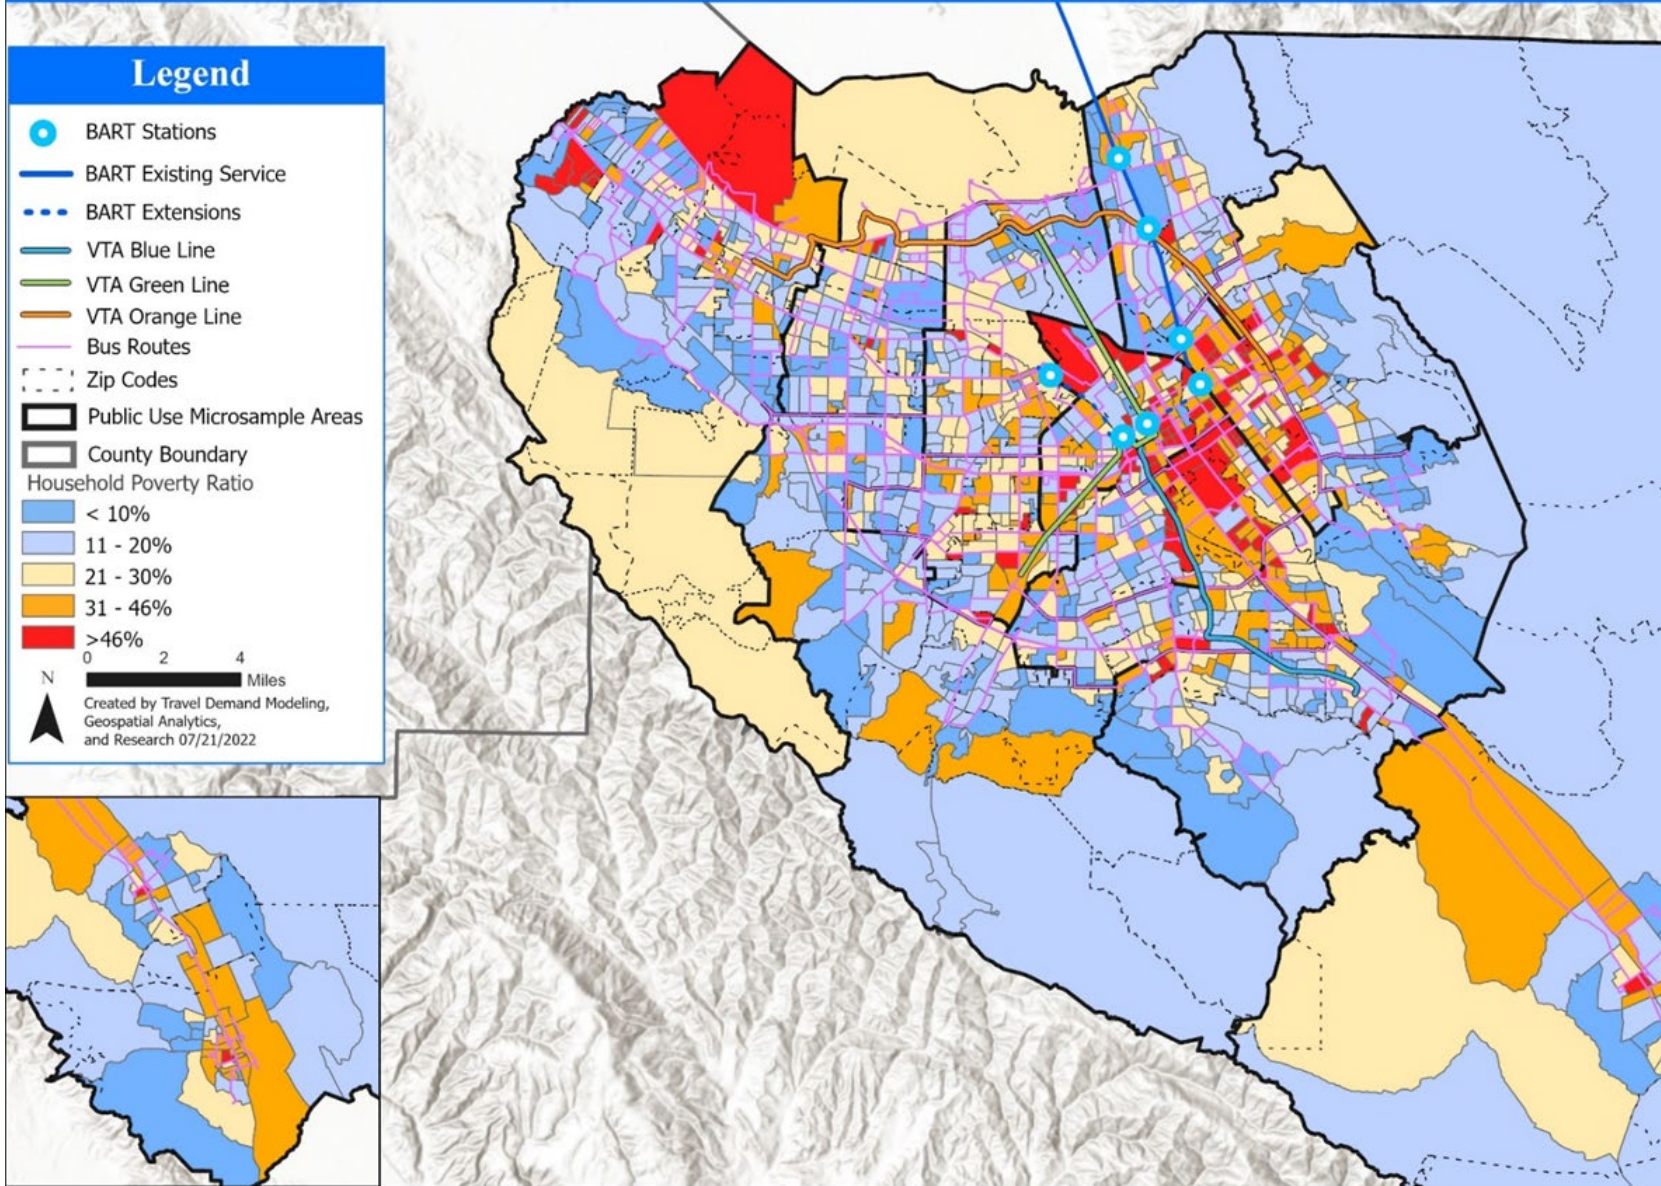 Legend
BART Stations
BART Existing Service
BART Extensions
VTA Blue Line
VTA Green Line
VTA Orange Line
Bus Routes
Zip Codes
Public Use Microsample Areas
County Boundary
Household Poverty Ratio
< 10%
11 - 20%
21 - 30%
31 - 46%
>46%
0 2 4
Miles
N
Created by Travel Demand Modeling,
Geospatial Analytics,
and Research 07/21/2022